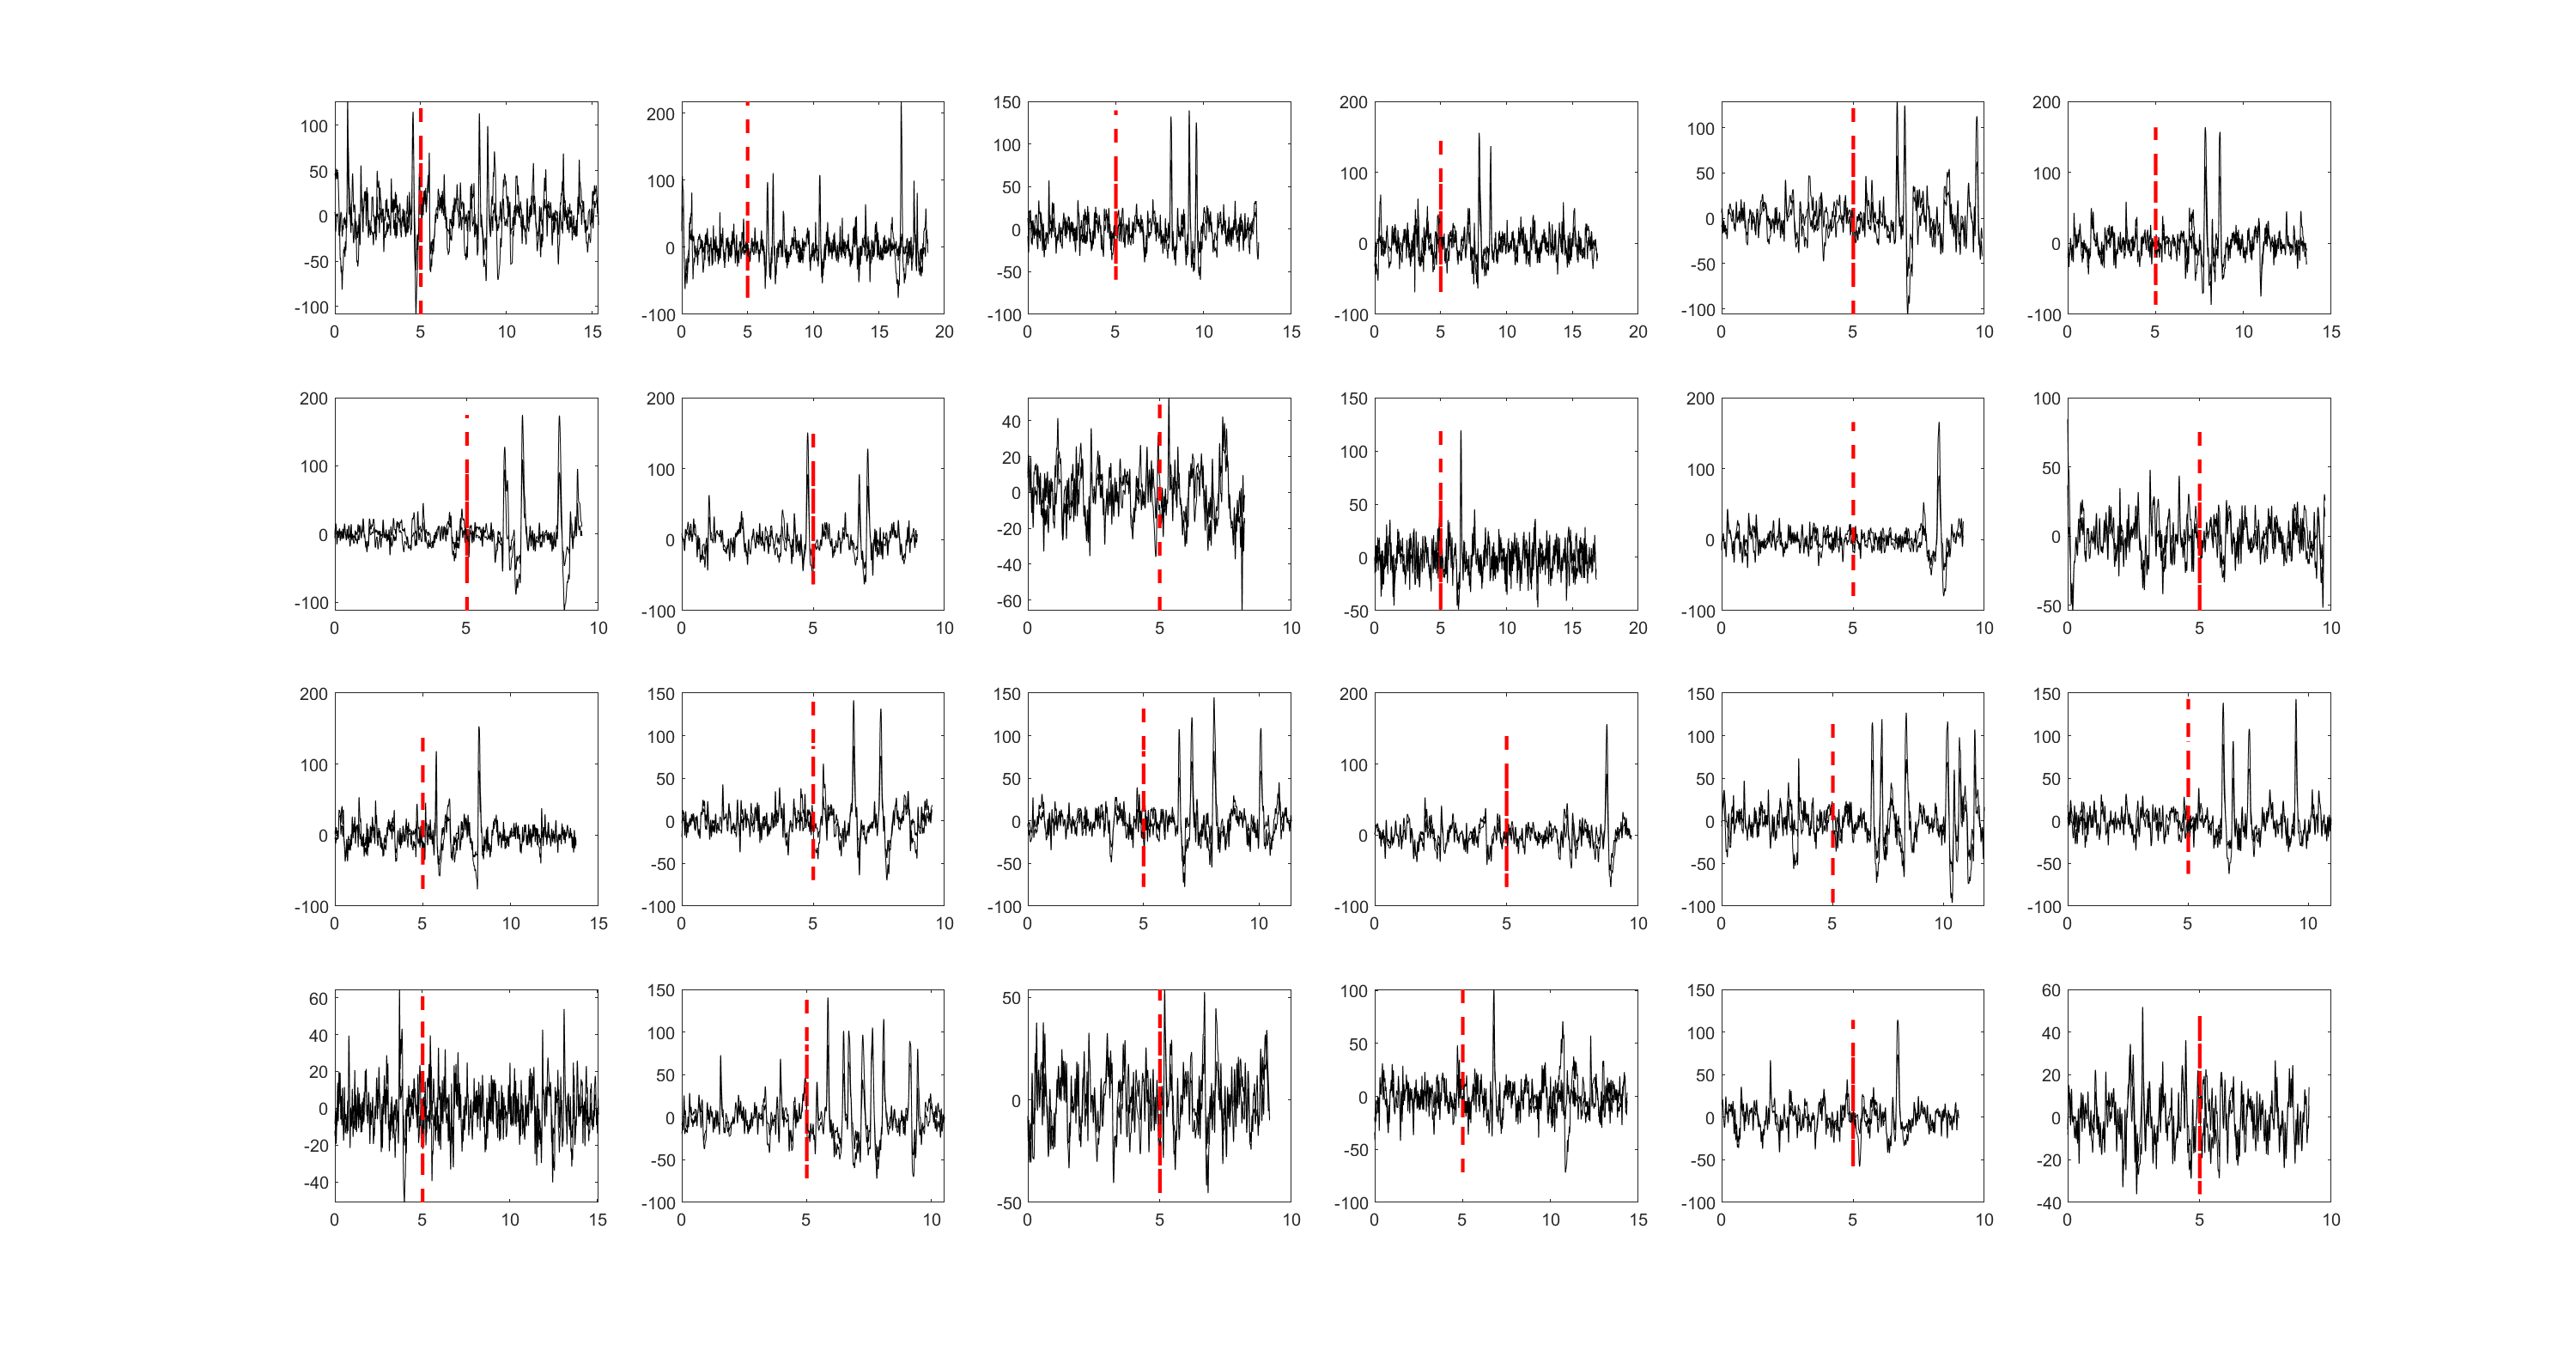 100 200 150 200 100 200
50 100 100 100 50 100
0 0 50 0 0 0
-50 -100 0 -100 -50 -100
-100 -50 -100
-100
0 5 10 15 0 5 10 15 20 0 5 10 15 0 5 10 15 20 0 5 10 0 5 10 15
200 200 40 150 200 100
100 100 20 100 100 50
0 0 0 50 0 0
-100 -100 -20 0 -100 -50
-40 -50
-60
0 5 10 0 5 10 0 5 10 0 5 10 15 20 0 5 10 0 5 10
200 150 150 200 150 150
100 100 100 100 100 100
0 50 50 0 50 50
-100 0 0 -100 0 0
-50 -50 -50 -50
-100 -100 -100 -100
0 5 10 15 0 5 10 0 5 10 0 5 10 0 5 10 0 5 10
60 150 50 100 150 60
40 100 0 50 100 40
20 50 -50 0 50 20
0 0 -50 0 0
-20 -50 -100 -50 -20
-40 -100 -100 -40
0 5 10 15 0 5 10 0 5 10 0 5 10 15 0 5 10 0 5 10